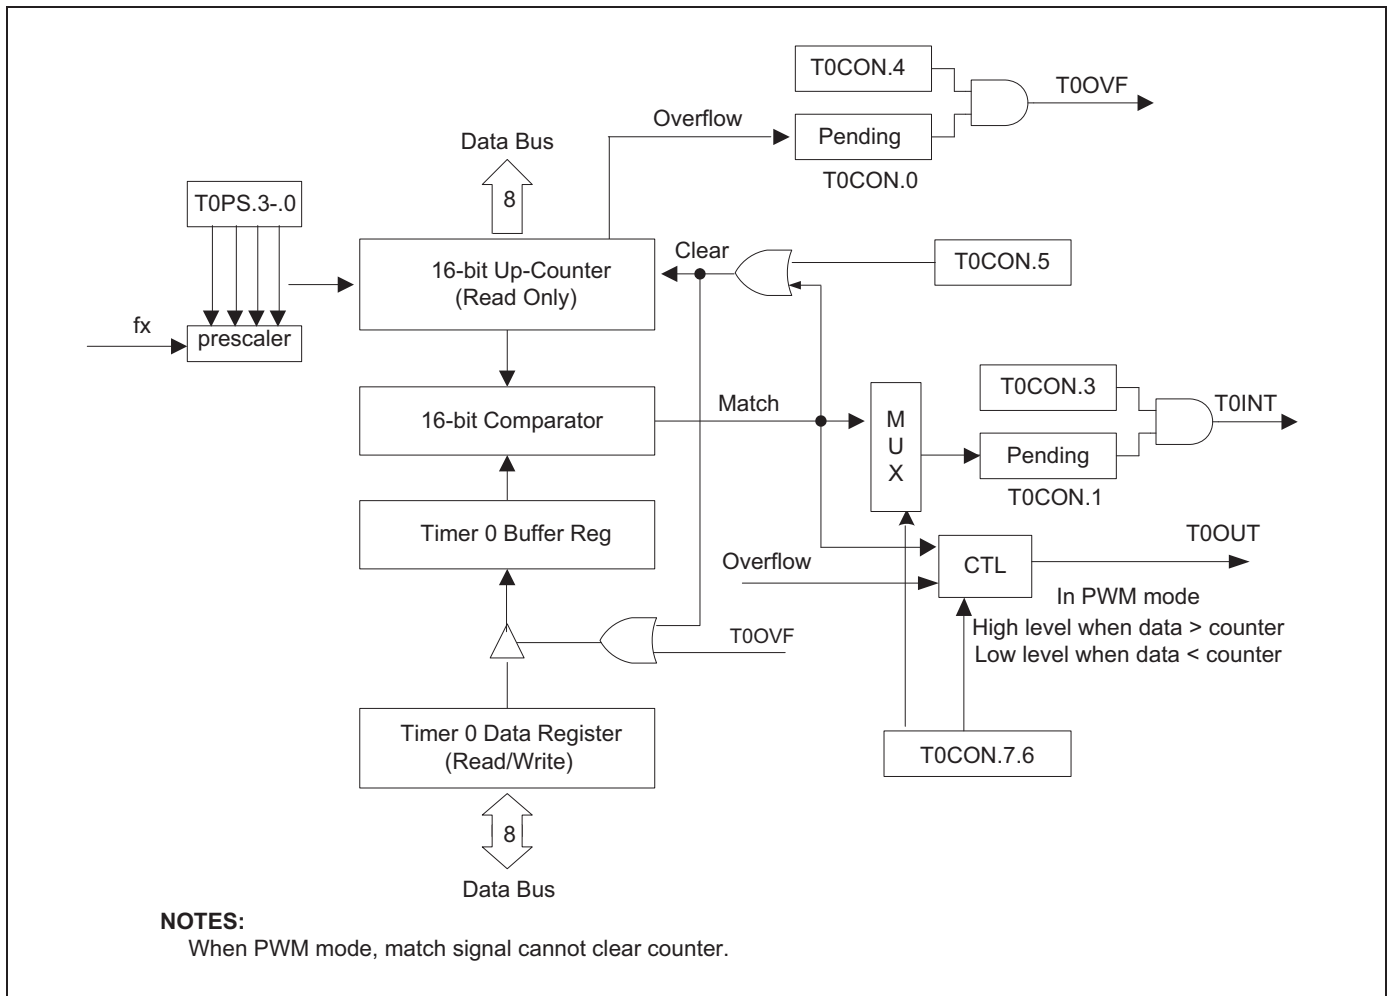 T0CON.4
T0OVF
Overflow
Pending
Data Bus
T0CON.0
8
T0PS.3-.0
Clear
16-bit Up-Counter
(Read Only)
T0CON.5
fx
prescaler
T0CON.3
Match
16-bit Comparator
M
U
X
T0INT
Pending
T0CON.1
Timer 0 Buffer Reg
T0OUT
Overflow
CTL
In PWM mode
High level when data > counter
Low level when data < counter
T0OVF
Timer 0 Data Register
(Read/Write)
T0CON.7.6
8
Data Bus
NOTES:
When PWM mode, match signal cannot clear counter.